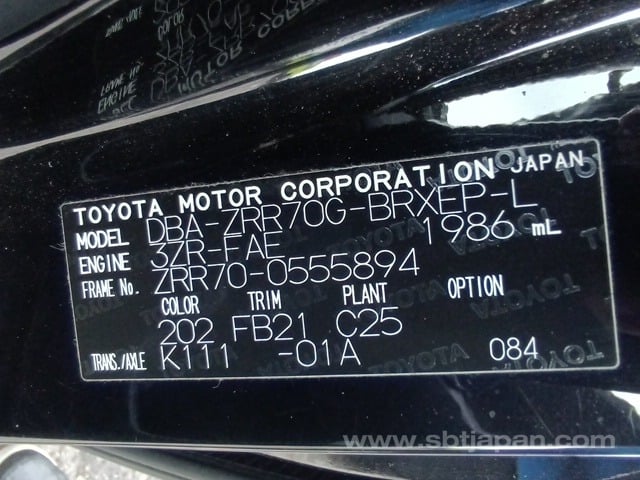 TOYOTA MOTOR CORPORATION JAPAN
MODEL DBA-ZRR70G-BRXEP-L
ENGINE 3ZR-FAE 1986 mL
FRAME No. ZRR70-0555894
COLOR TRIM PLANT OPTION
202 FB21 C25
TRANS./AXLE K111 -01A 084
www.sbtjapan.com